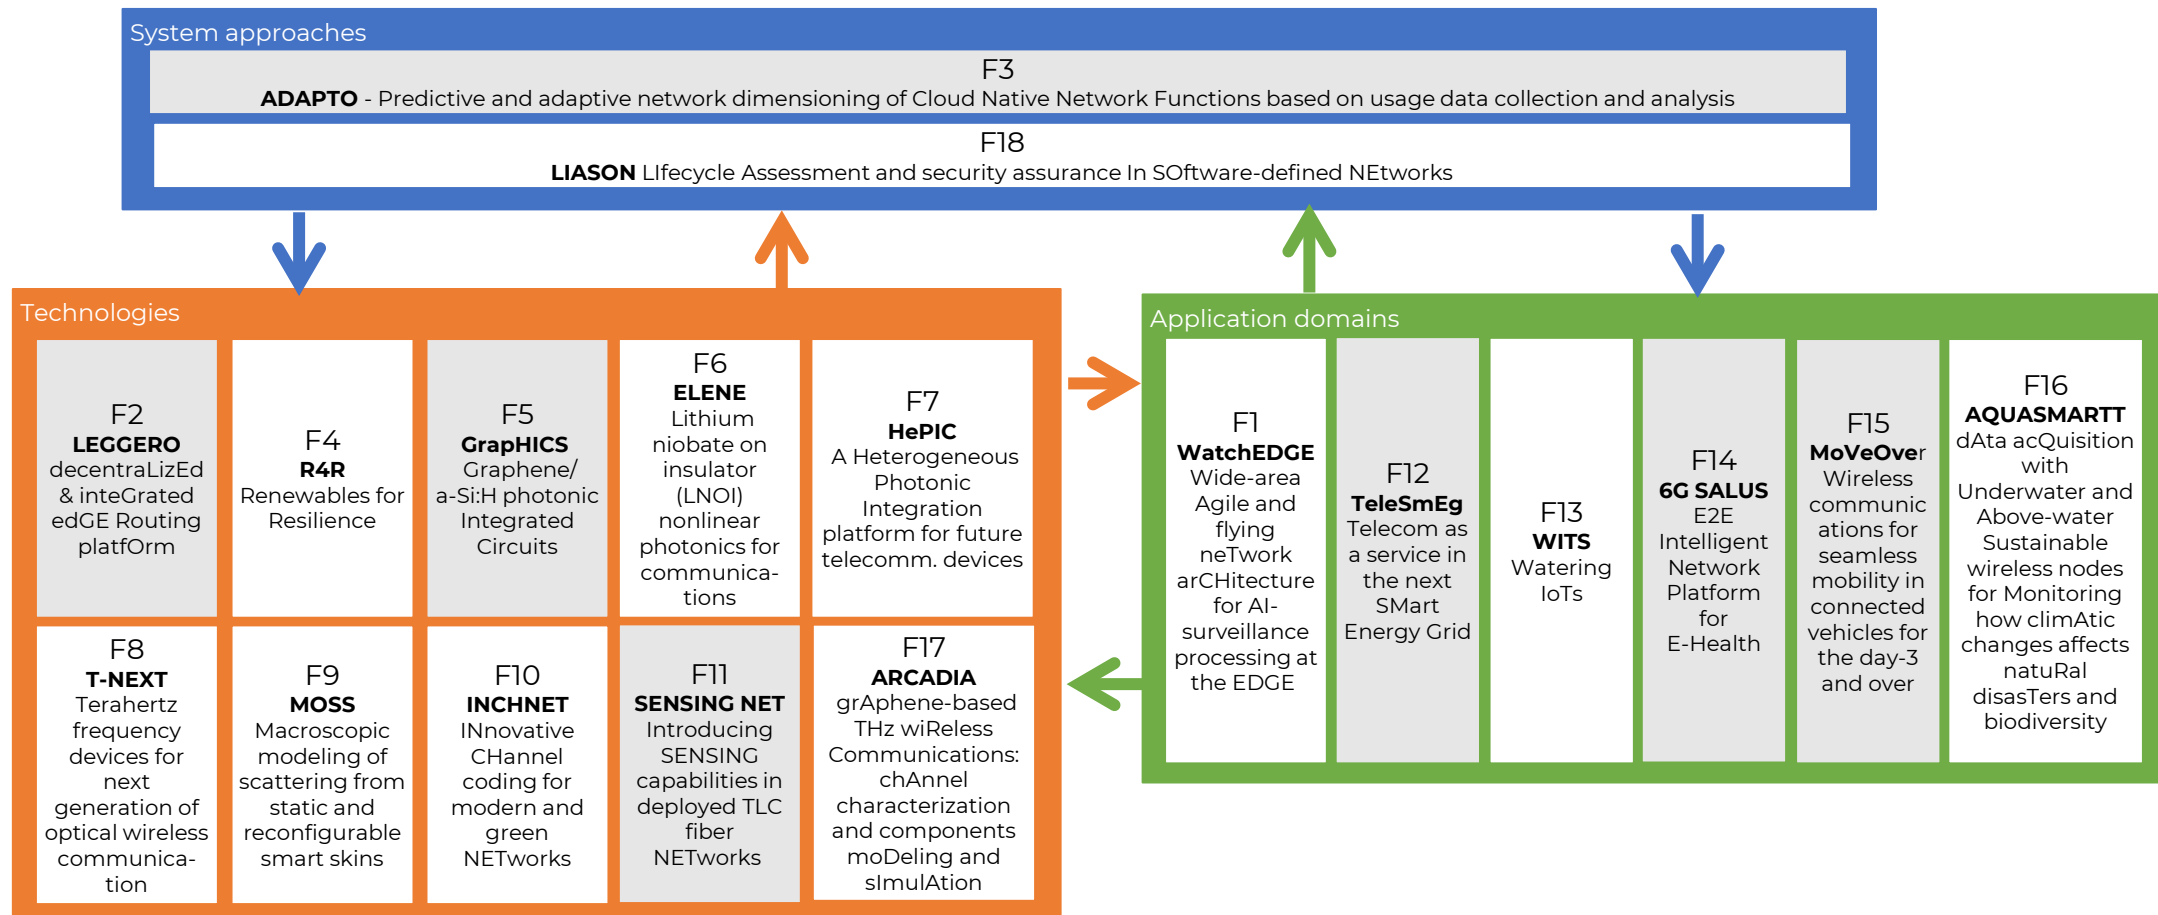 System approaches
F3
ADAPTO - Predictive and adaptive network dimensioning of Cloud Native Network Functions based on usage data collection and analysis
F18
LIASON LIfecycle Assessment and security assurance In SOftware-defined NEtworks
Technologies
F2
LEGGERO
decentraLizEd
& inteGrated
edGE Routing
platfOrm
F4
R4R
Renewables for
Resilience
F5
GrapHICS
Graphene/
a-Si:H photonic
Integrated
Circuits
F6
ELENE
Lithium
niobate on
insulator
(LNOI)
nonlinear
photonics for
communica-
tions
F7
HePIC
A Heterogeneous
Photonic
Integration
platform for future
telecomm. devices
F8
T-NEXT
Terahertz
frequency
devices for
next
generation of
optical wireless
communica-
tion
F9
MOSS
Macroscopic
modeling of
scattering from
static and
reconfigurable
smart skins
F10
INCHNET
INnovative
CHannel
coding for
modern and
green
NETworks
F11
SENSING NET
Introducing
SENSING
capabilities in
deployed TLC
fiber
NETworks
F17
ARCADIA
grAphene-based
THz wiReless
Communications:
chAnnel
characterization
and components
moDeling and
sImulAtion
Application domains
F1
WatchEDGE
Wide-area
Agile and
flying
neTwork
arCHitecture
for AI-
surveillance
processing at
the EDGE
F12
TeleSmEg
Telecom as
a service in
the next
SMart
Energy Grid
F13
WITS
Watering
IoTs
F14
6G SALUS
E2E
Intelligent
Network
Platform
for
E-Health
F15
MoVeOver
Wireless
communic
ations for
seamless
mobility in
connected
vehicles for
the day-3
and over
F16
AQUASMARTT
dAta acQuisition
with
Underwater and
Above-water
Sustainable
wireless nodes
for Monitoring
how climAtic
changes affects
natuRal
disasTers and
biodiversity